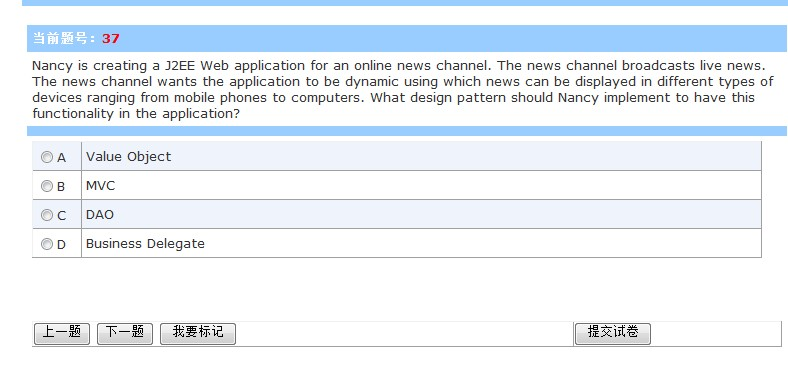 当前题号：37
Nancy is creating a J2EE Web application for an online news channel. The news channel broadcasts live news.
The news channel wants the application to be dynamic using which news can be displayed in different types of
devices ranging from mobile phones to computers. What design pattern should Nancy implement to have this
functionality in the application?
A Value Object
B MVC
C DAO
D Business Delegate
上一题 下一题 我要标记 提交试卷